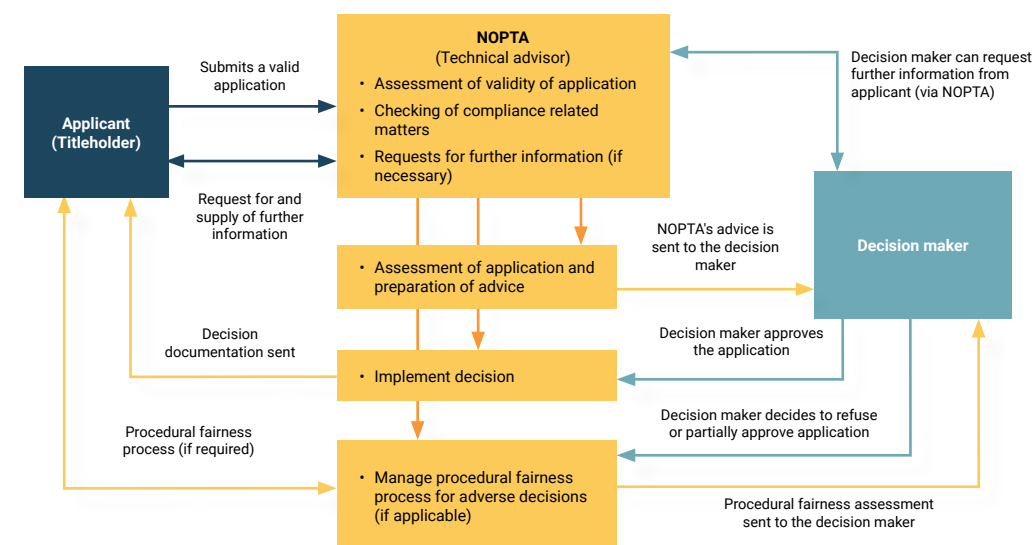 NOPTA
(Technical advisor)
• Assessment of validity of application
• Checking of compliance related
matters
• Requests for further information (if
necessary)
Submits a valid
application
Applicant
(Titleholder)
Request for and
supply of further
information
Decision maker can request
further information from
applicant (via NOPTA)
Decision maker
NOPTA's advice is
sent to the decision
maker
• Assessment of application and
preparation of advice
Decision
documentation sent
• Implement decision
Decision maker approves
the application
Decision maker decides to refuse
or partially approve application
Procedural fairness
process (if required)
• Manage procedural fairness
process for adverse decisions
(if applicable)
Procedural fairness assessment
sent to the decision maker